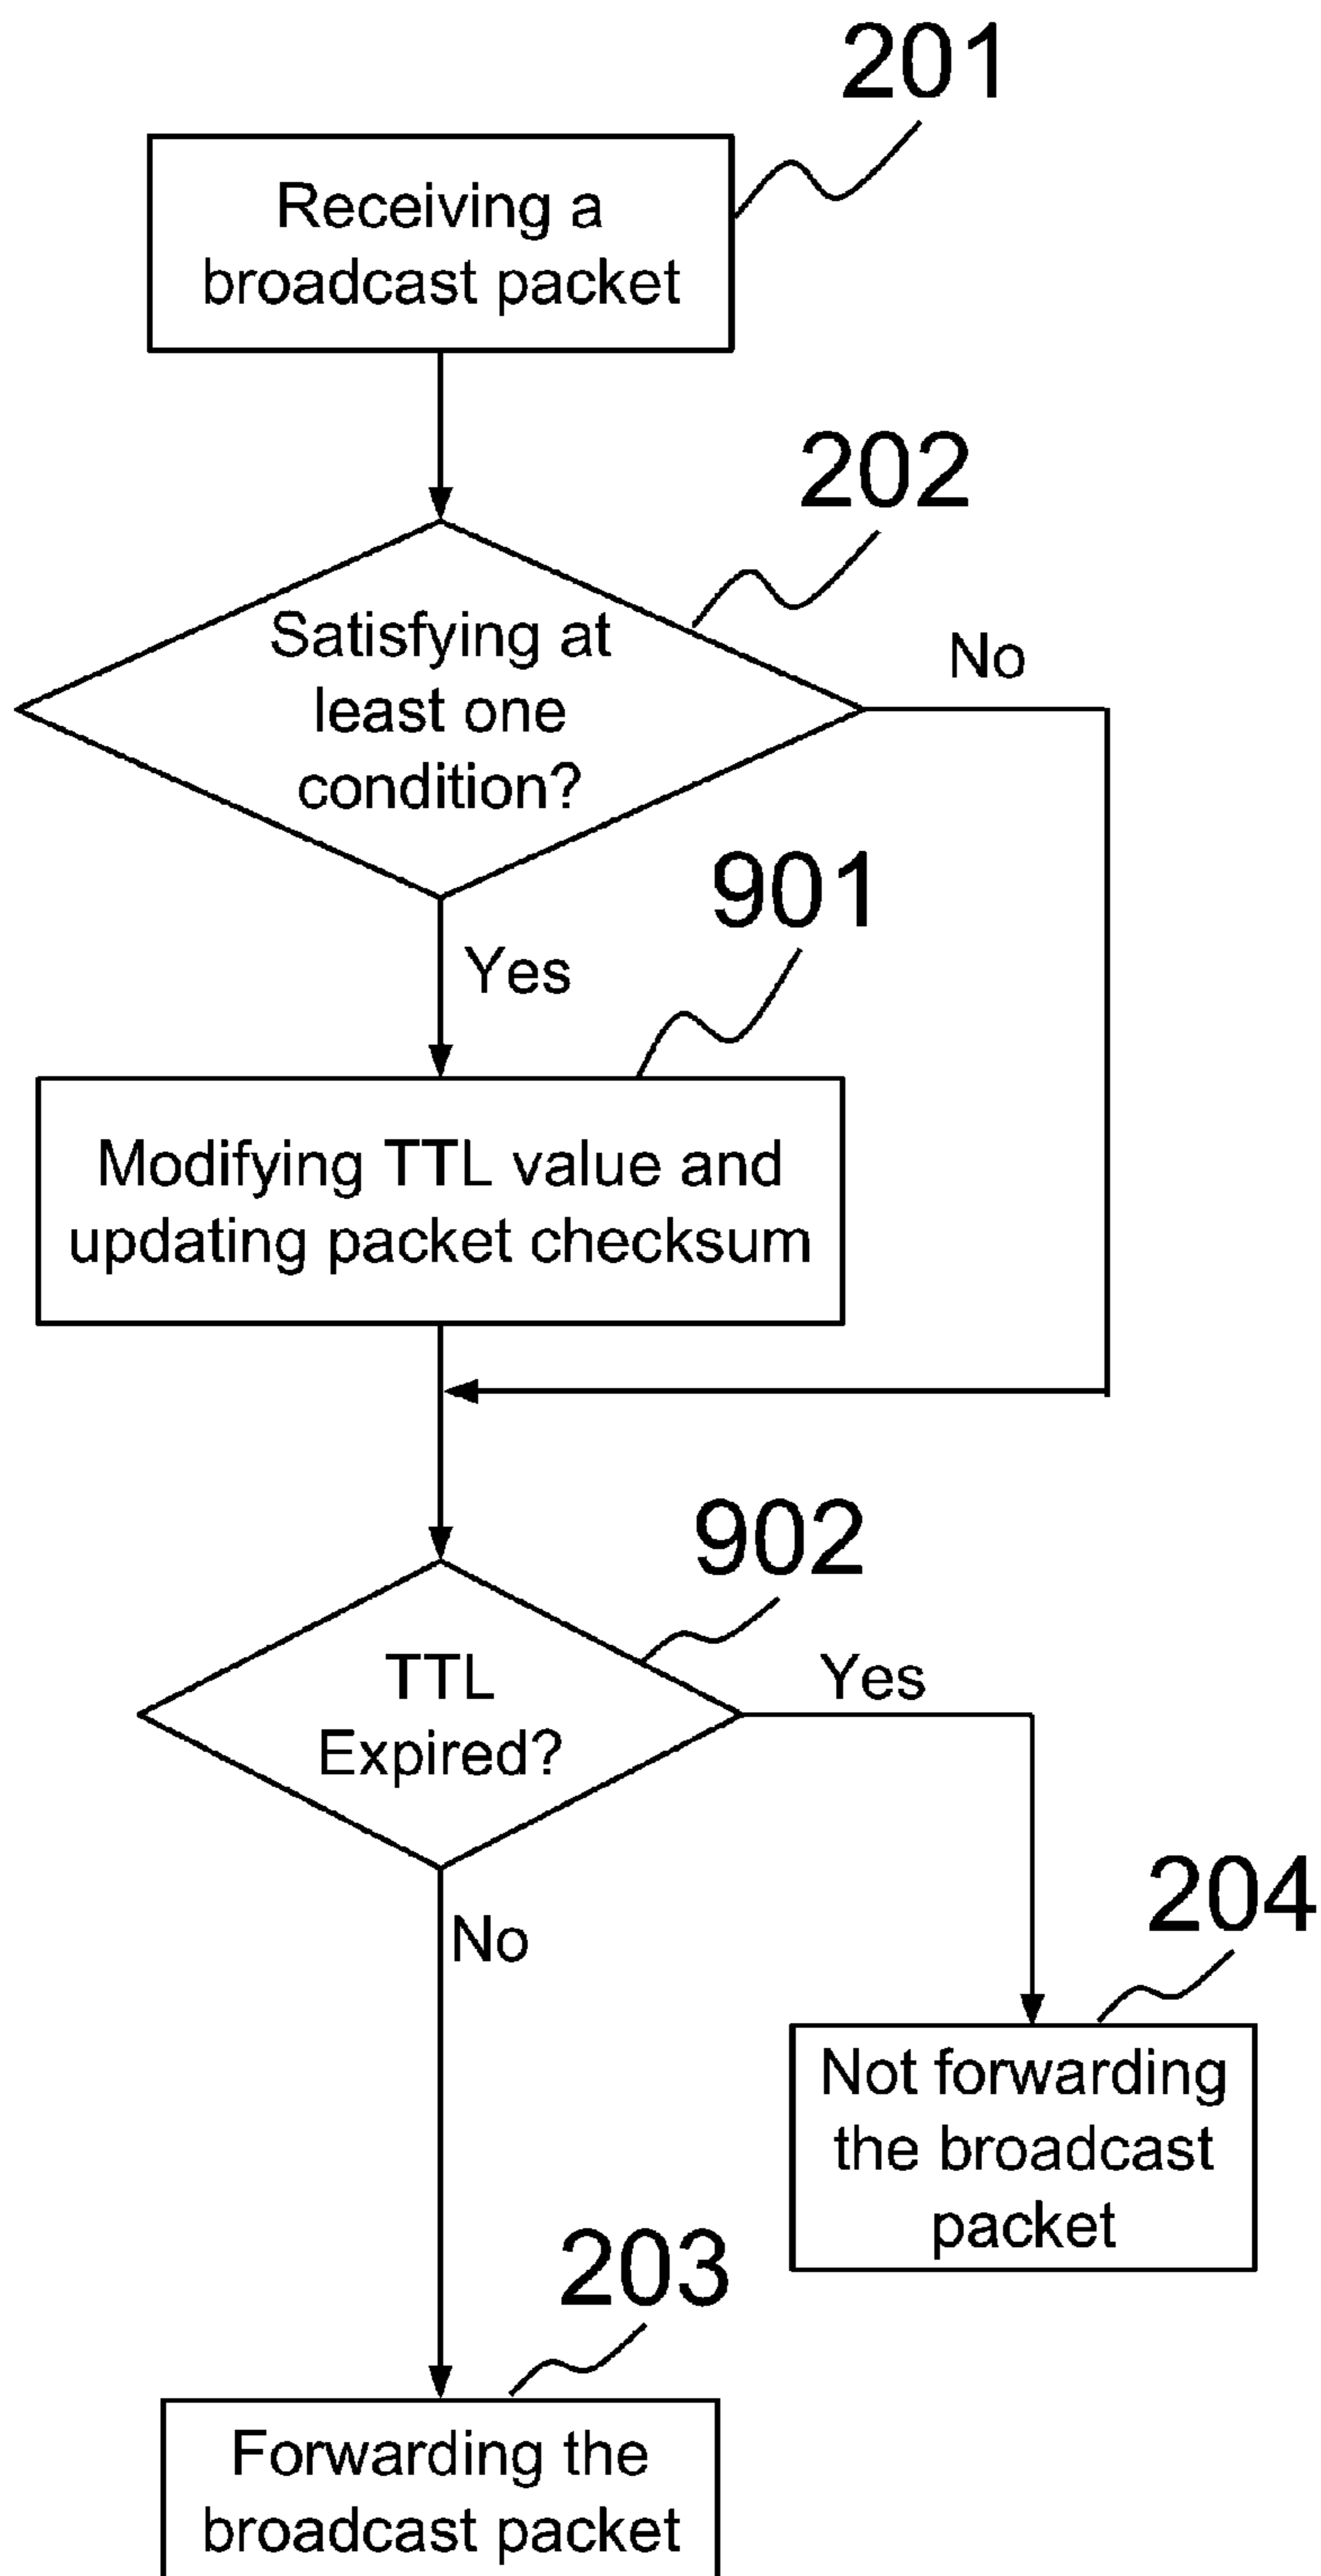 201
Receiving a
broadcast packet
202
Satisfying at
least one
condition?
No
Yes
901
Modifying TTL value and
updating packet checksum
902
TTL
Expired?
Yes
No
204
Not forwarding
the broadcast
packet
203
Forwarding the
broadcast packet